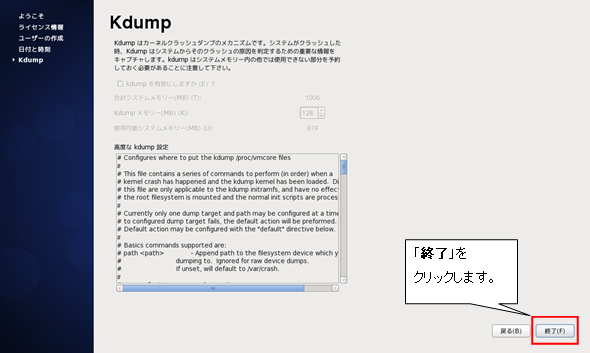 ようこそ
ライセンス情報
ユーザーの作成
日付と時刻
Kdump
Kdump
Kdump はカーネルクラッシュダンプのメカニズムです。システムがクラッシュした
時、Kdump はシステムからそのクラッシュの原因を判定するための重要な情報を
キャプチャします。kdump はシステムメモリー内の他では使用できない部分を予約
しておく必要があることに注意して下さい。
kdump を有効にしますか (E) ?
合計システムメモリー(MB) (T): 1006
Kdump メモリー(MB) (K): 128
使用可能システムメモリー(MB) (U): 878
高度な kdump 設定
# Configures where to put the kdump /proc/vmcore files
#
# This file contains a series of commands to perform (in order) when a
# kernel crash has happened and the kdump kernel has been loaded. Di
# this file are only applicable to the kdump initramfs, and have no effect
# the root filesystem is mounted and the normal init scripts are proces
#
# Currently only one dump target and path may be configured at a time
# to configured dump target fails, the default action will be preformed.
# Default action may be configured with the "default" directive below.
#
# Basics commands supported are:
# path <path> - Append path to the filesystem device which y
# dumping to. Ignored for raw device dumps.
# If unset, will default to /var/crash.
#
「終了」を
クリックします。
戻る(B)
終了(F)